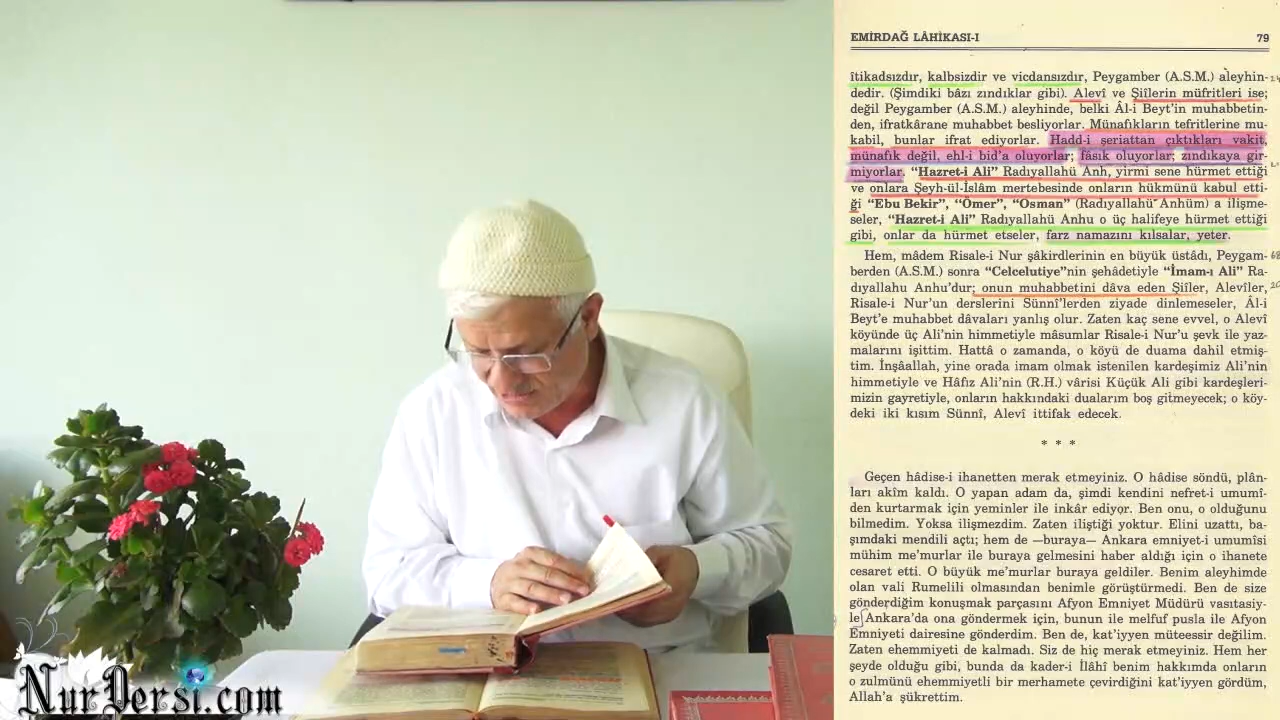 EMİRDAĞ LÂHİKASI-I 79
îtikadsızdır, kalbsizdir ve vicdansızdır, Peygamber (A.S.M.) aleyhin-
dedir. (Şimdiki bâzı zındıklar gibi). Alevî ve Şiîlerin müfritleri ise;
değil Peygamber (A.S.M.) aleyhinde, belki Âl-i Beyt'in muhabbetin-
den, ifratkârane muhabbet besliyorlar. Münafıkların tefritlerine mu-
kabil, bunlar ifrat ediyorlar. Hadd-i şeriattan çıktıkları vakit,
münafık değil, ehl-i bid'a oluyorlar; fâsık oluyorlar; zındıkaya gir-
miyorlar. “Hazret-i Ali” Radıyallahü Anh, yirmi sene hürmet ettiği
ve onlara Şeyh-ül-İslâm mertebesinde onların hükmünü kabul etti-
ği “Ebu Bekir”, “Ömer”, “Osman” (Radıyallahü Anhüm) a ilişme-
seler, “Hazret-i Ali” Radıyallahü Anhu o üç halifeye hürmet ettiği
gibi, onlar da hürmet etseler, farz namazını kılsalar, yeter.
Hem, mâdem Risale-i Nur şâkirdlerinin en büyük üstâdı, Peygam-
berden (A.S.M.) sonra “Celcelutiye”nin şehâdetiyle “İmam-ı Ali” Ra-
dıyallahu Anhu'dur; onun muhabbetini dâva eden Şiîler, Alevîler,
Risale-i Nur'un derslerini Sünnî'lerden ziyade dinlemeseler, Âl-i
Beyt'e muhabbet dâvaları yanlış olur. Zaten kaç sene evvel, o Alevî
köyünde üç Ali'nin himmetiyle mâsumlar Risale-i Nur'u şevk ile yaz-
malarını işittim. Hattâ o zamanda, o köyü de duama dahil etmiş-
tim. İnşâallah, yine orada imam olmak istenilen kardeşimiz Ali'nin
himmetiyle ve Hâfız Ali'nin (R.H.) vârisi Küçük Ali gibi kardeşleri-
mizin gayretiyle, onların hakkındaki dualarım boş gitmeyecek; o köy-
deki iki kısım Sünnî, Alevî ittifak edecek.
* * *
Geçen hâdise-i ihanetten merak etmeyiniz. O hâdise söndü, plân-
ları akîm kaldı. O yapan adam da, şimdi kendini nefret-i umumî-
den kurtarmak için yeminler ile inkâr ediyor. Ben onu, o olduğunu
bilmedim. Yoksa ilişmezdim. Zaten iliştiği yoktur. Elini uzattı, ba-
şımdaki mendili açtı; hem de —buraya— Ankara emniyet-i umumîsi
mühim me'murlar ile buraya gelmesini haber aldığı için o ihanete
cesaret etti. O büyük me'murlar buraya geldiler. Benim aleyhimde
olan vali Rumelili olmasından benimle görüştürmedi. Ben de size
gönderdiğim konuşmak parçasını Afyon Emniyet Müdürü vasıtasiy-
le Ankara'da ona göndermek için, bunun ile melfuf pusla ile Afyon
Emniyeti dairesine gönderdim. Ben de, kat'iyyen müteessir değilim.
Zaten ehemmiyeti de kalmadı. Siz de hiç merak etmeyiniz. Hem her
şeyde olduğu gibi, bunda da kader-i İlâhî benim hakkımda onların
o zulmünü ehemmiyetli bir merhamete çevirdiğini kat'iyyen gördüm,
Allah'a şükrettim.
NurDersi.com